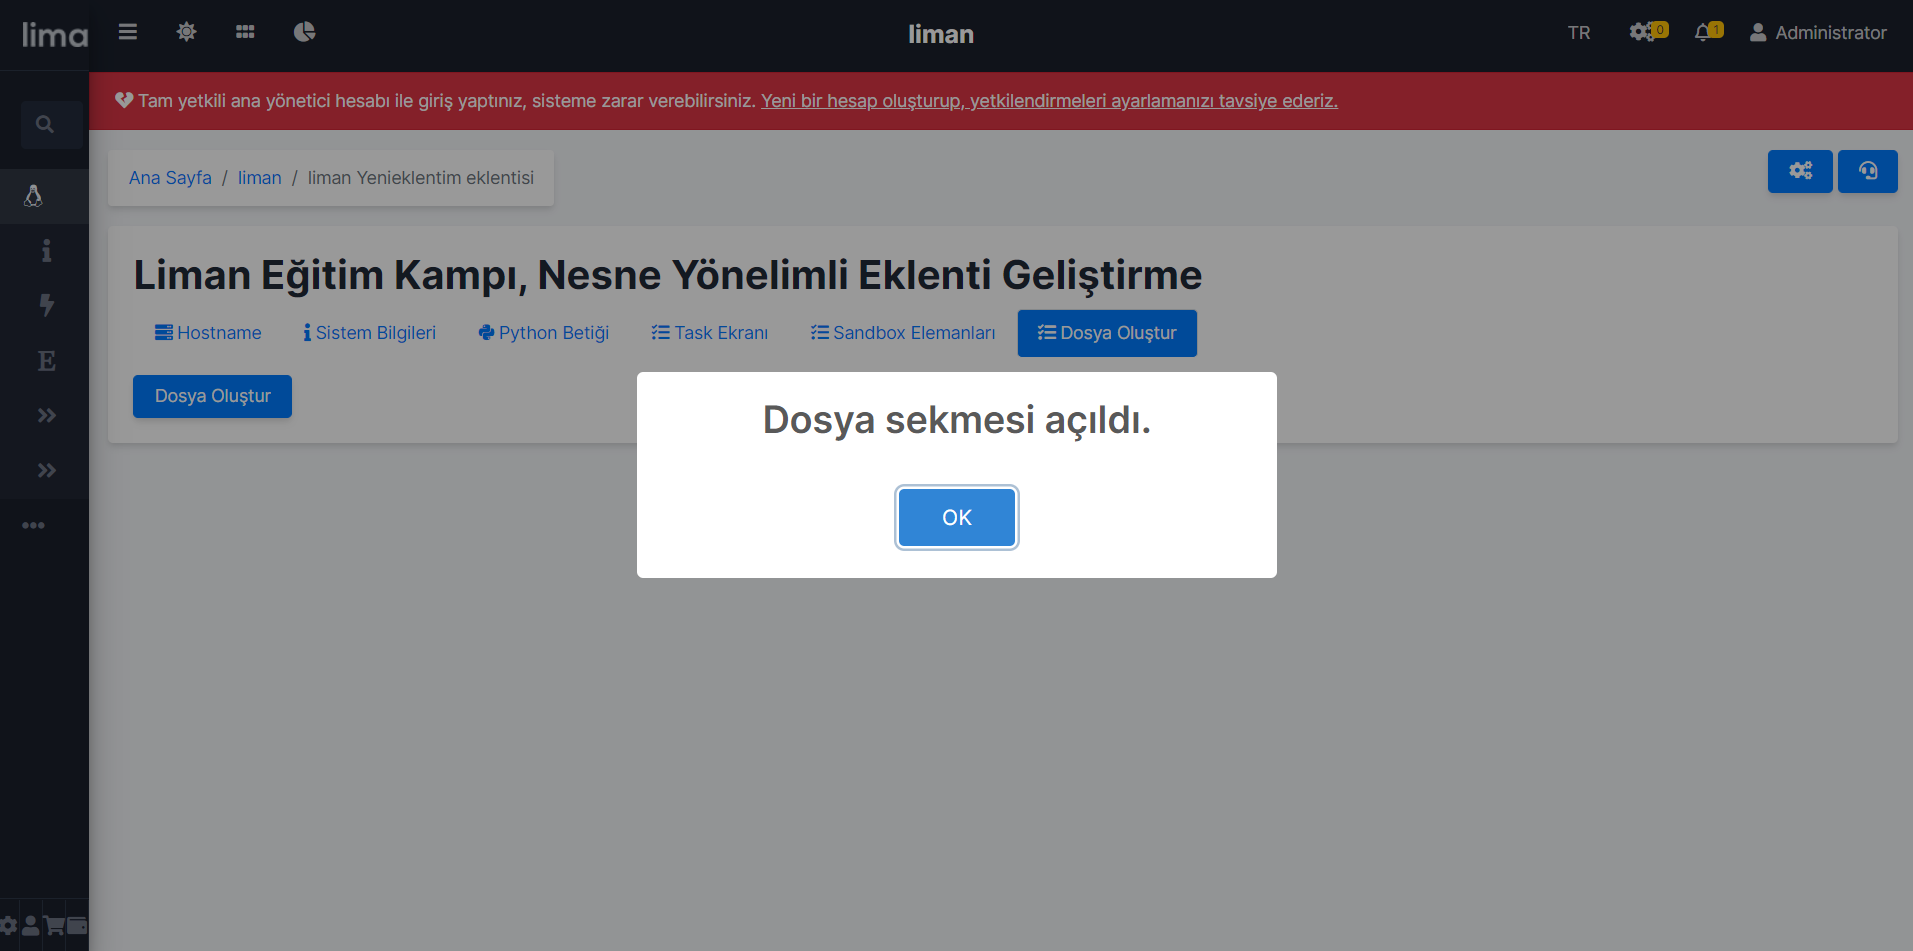 lima
liman
TR
0
1
Administrator
Tam yetkili ana yönetici hesabı ile giriş yaptınız, sisteme zarar verebilirsiniz. Yeni bir hesap oluşturup, yetkilendirmeleri ayarlamanızı tavsiye ederiz.
Ana Sayfa / liman / liman Yenieklentim eklentisi
Liman Eğitim Kampı, Nesne Yönelimli Eklenti Geliştirme
Hostname
Sistem Bilgileri
Python Betiği
Task Ekranı
Sandbox Elemanları
Dosya Oluştur
Dosya Oluştur
E
Dosya sekmesi açıldı.
OK